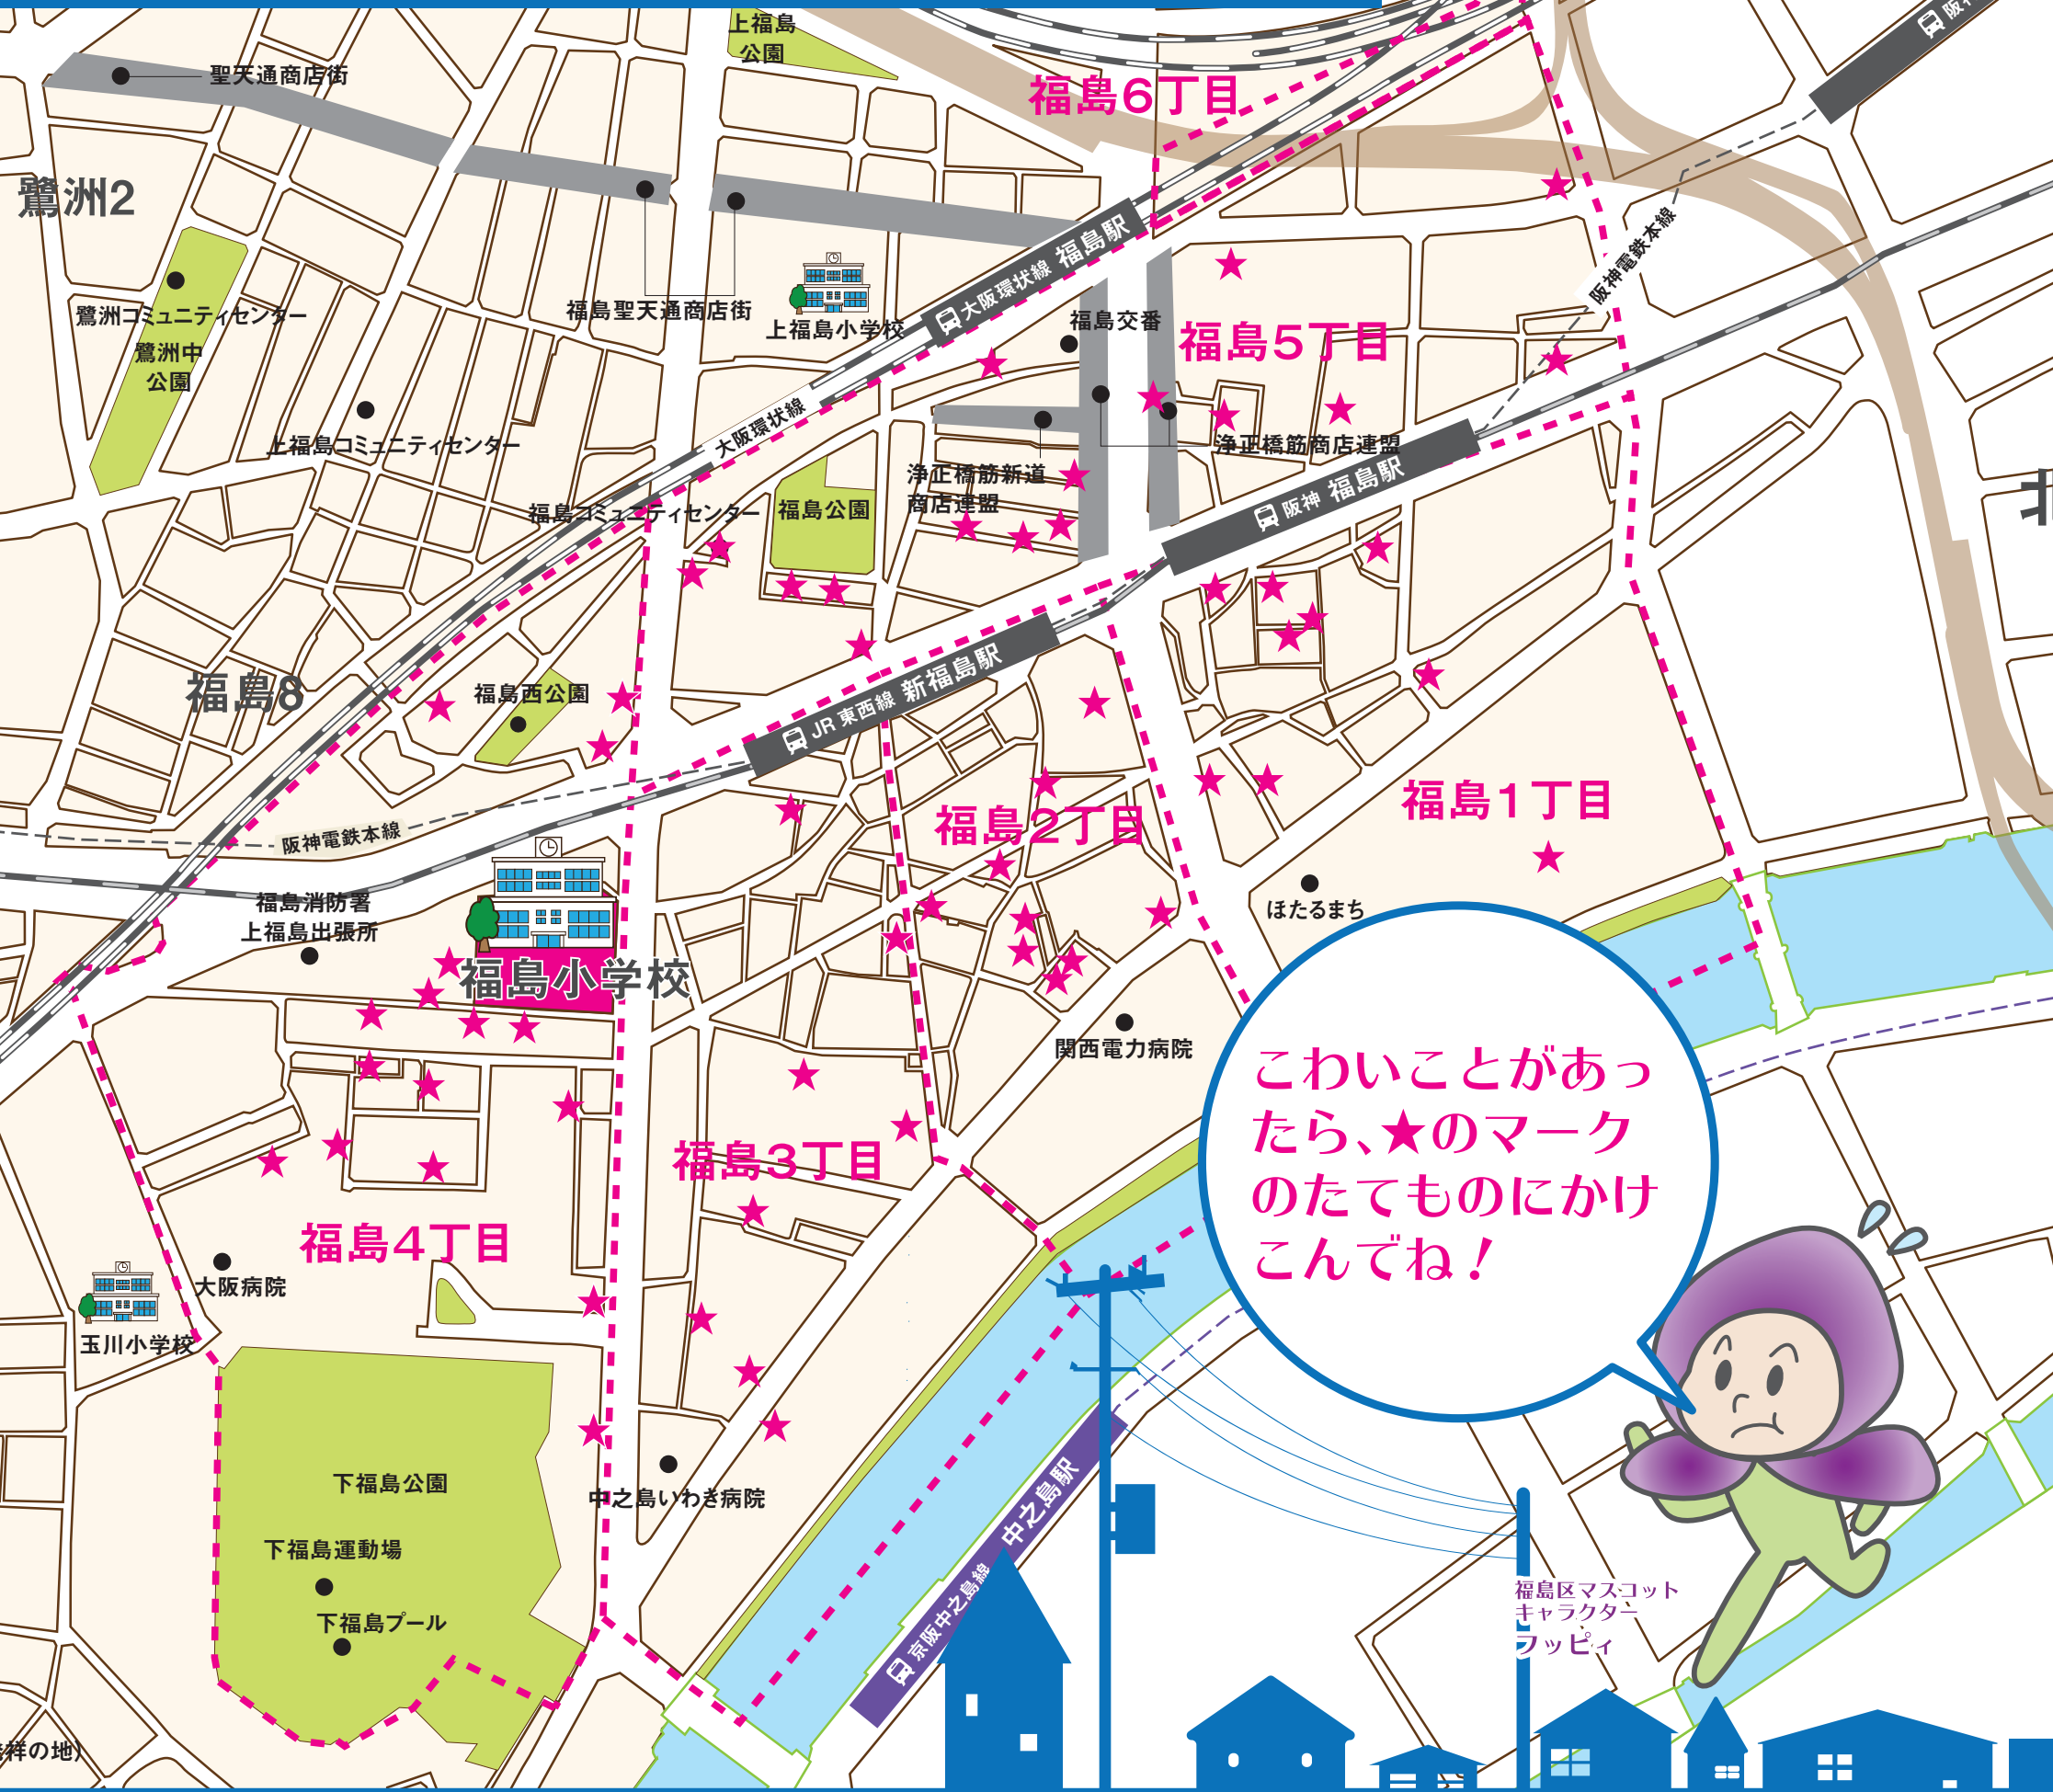 上福島
公園
阪神
聖天通商店街
福島6丁目
鷺洲2
阪神電鉄本線
大阪環状線 福島駅
福島聖天通商店街
上福島小学校
福島交番
鷺洲コミュニティセンター
鷺洲中
公園
福島5丁目
大阪環状線
上福島コミュニティセンター
浄正橋筋商店連盟
浄正橋筋新道
商店連盟
阪神 福島駅
北
福島コミュニティセンター
福島公園
福島8
福島西公園
JR東西線 新福島駅
福島1丁目
福島2丁目
阪神電鉄本線
福島消防署
上福島出張所
ほたるまち
福島小学校
関西電力病院
こわいことがあっ
たら、★のマーク
のたてものにかけ
こんでね！
福島3丁目
福島4丁目
大阪病院
玉川小学校
下福島公園
中之島いわき病院
下福島運動場
下福島プール
京阪中之島線 中之島駅
福島区マスコット
キャラクター
フッピィ
祥の地)